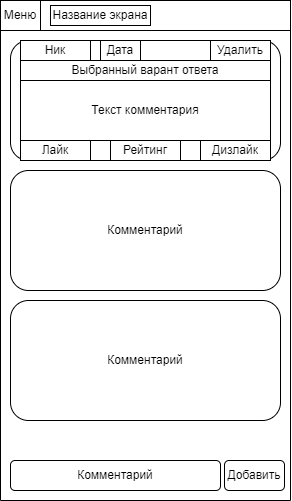 Меню Название экрана
Ник Дата Удалить
Выбранный варант ответа
Текст комментария
Лайк Рейтинг Дизлайк
Комментарий
Комментарий
Комментарий Добавить